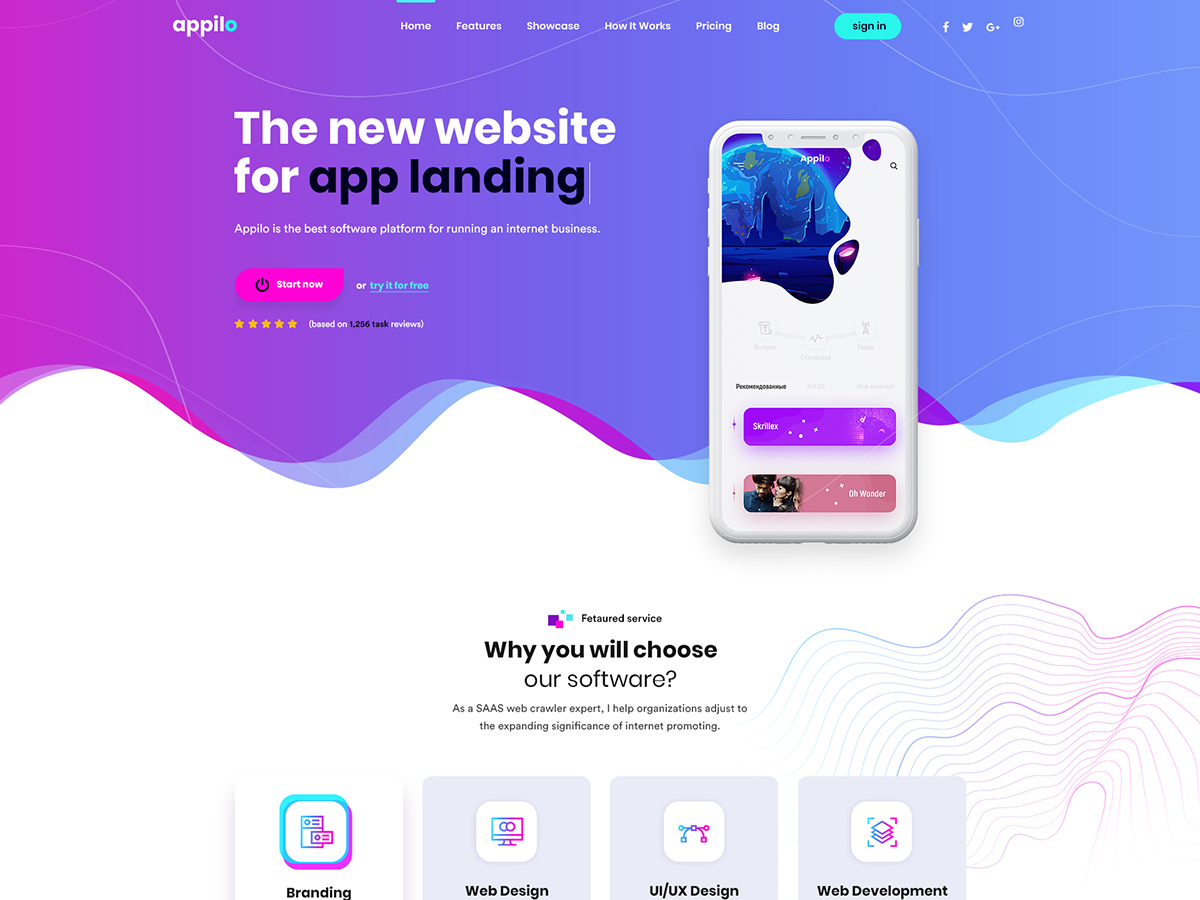 appilo
Home Features Showcase How It Works Pricing Blog
sign in
The new website
for app landing
Appilo is the best software platform for running an internet business.
Start now
or try it for free
(based on 1,256 task reviews)
Appilo
История
Статистика
Радио
Рекомендованные
Skrillex
Oh Wonder
Fetaured service
Why you will choose
our software?
As a SAAS web crawler expert, I help organizations adjust to
the expanding significance of internet promoting.
Branding
Web Design
UI/UX Design
Web Development